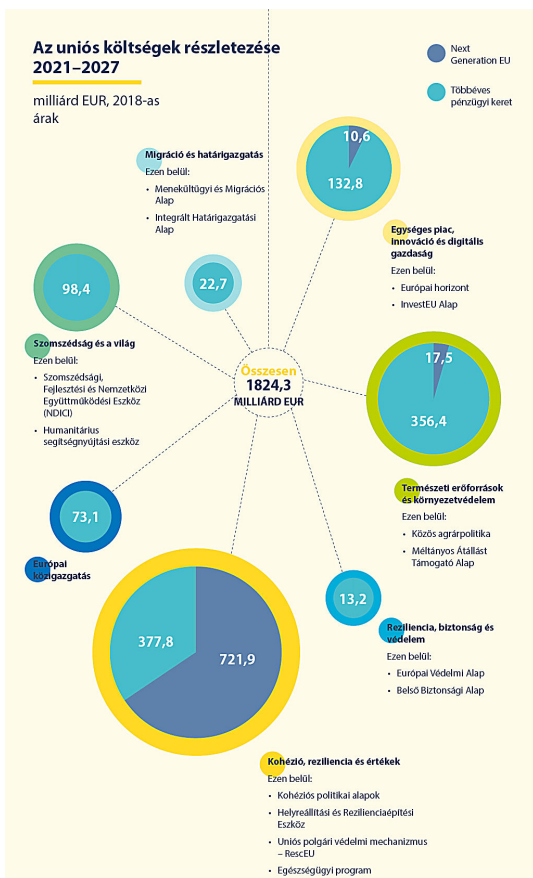 Az uniós költségek részletezése
2021–2027
milliárd EUR, 2018-as
árak
Next
Generation EU
Többéves
pénzügyi keret
10,6
132,8
Egységes piac,
innováció és digitális
gazdaság
Ezen belül:
• Európai horizont
• InvestEU Alap
Migráció és határigazgatás
Ezen belül:
• Menekültügyi és Migrációs
Alap
• Integrált Határigazgatási
Alap
22,7
98,4
Szomszédság és a világ
Ezen belül:
• Szomszédsági,
Fejlesztési és Nemzetközi
Együttműködési Eszköz
(NDICI)
• Humanitárius
segítségnyújtási eszköz
Összesen
1824,3
MILLIÁRD EUR
17,5
356,4
Természeti erőforrások
és környezetvédelem
Ezen belül:
• Közös agrárpolitika
• Méltányos Átállást
Támogató Alap
73,1
Európai
közigazgatás
13,2
Reziliencia, biztonság és
védelem
Ezen belül:
• Európai Védelmi Alap
• Belső Biztonsági Alap
377,8
721,9
Kohézió, reziliencia és értékek
Ezen belül:
• Kohéziós politikai alapok
• Helyreállítási és Rezilienciaépítési
Eszköz
• Uniós polgári védelmi mechanizmus
– RescEU
• Egészségügyi program